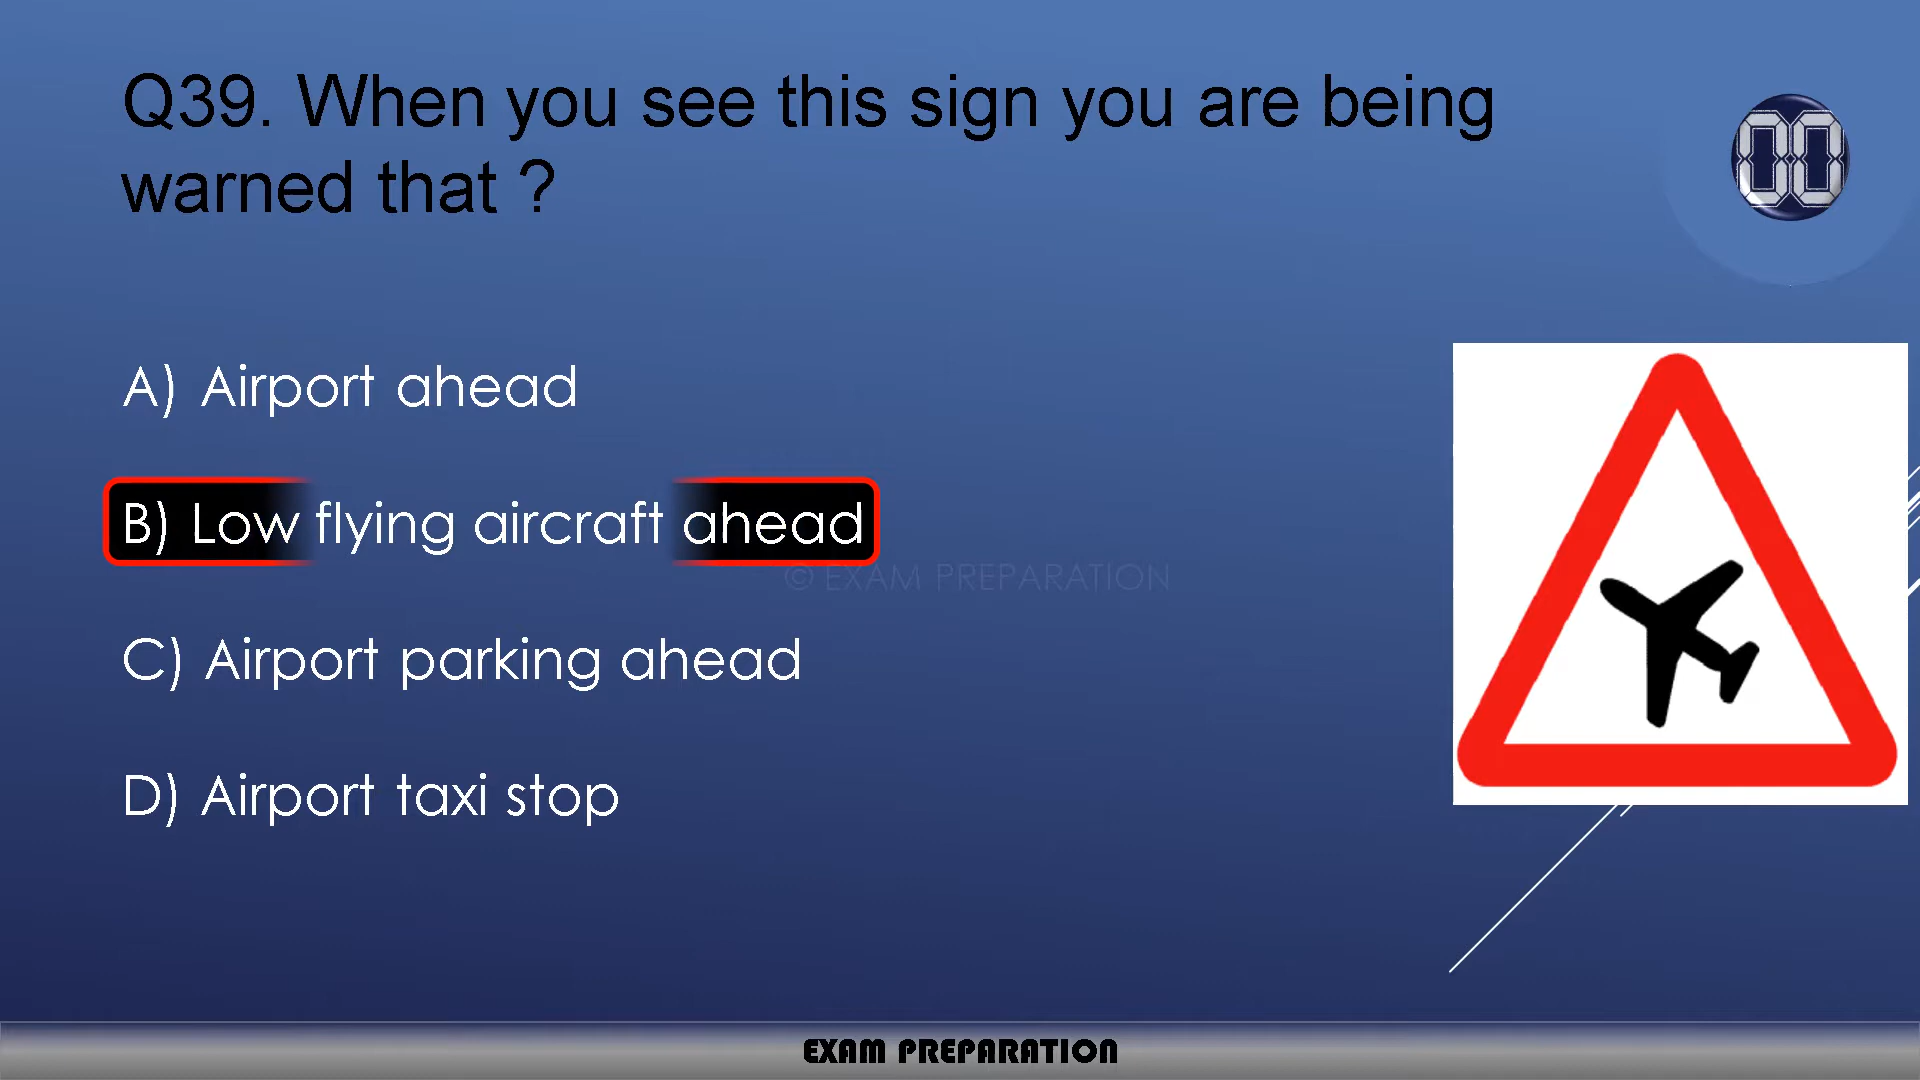 Q39. When you see this sign you are being
warned that ?
00
A) Airport ahead
B) Low flying aircraft ahead
© EXAM PREPARATION
C) Airport parking ahead
D) Airport taxi stop
EXAM PREPARATION